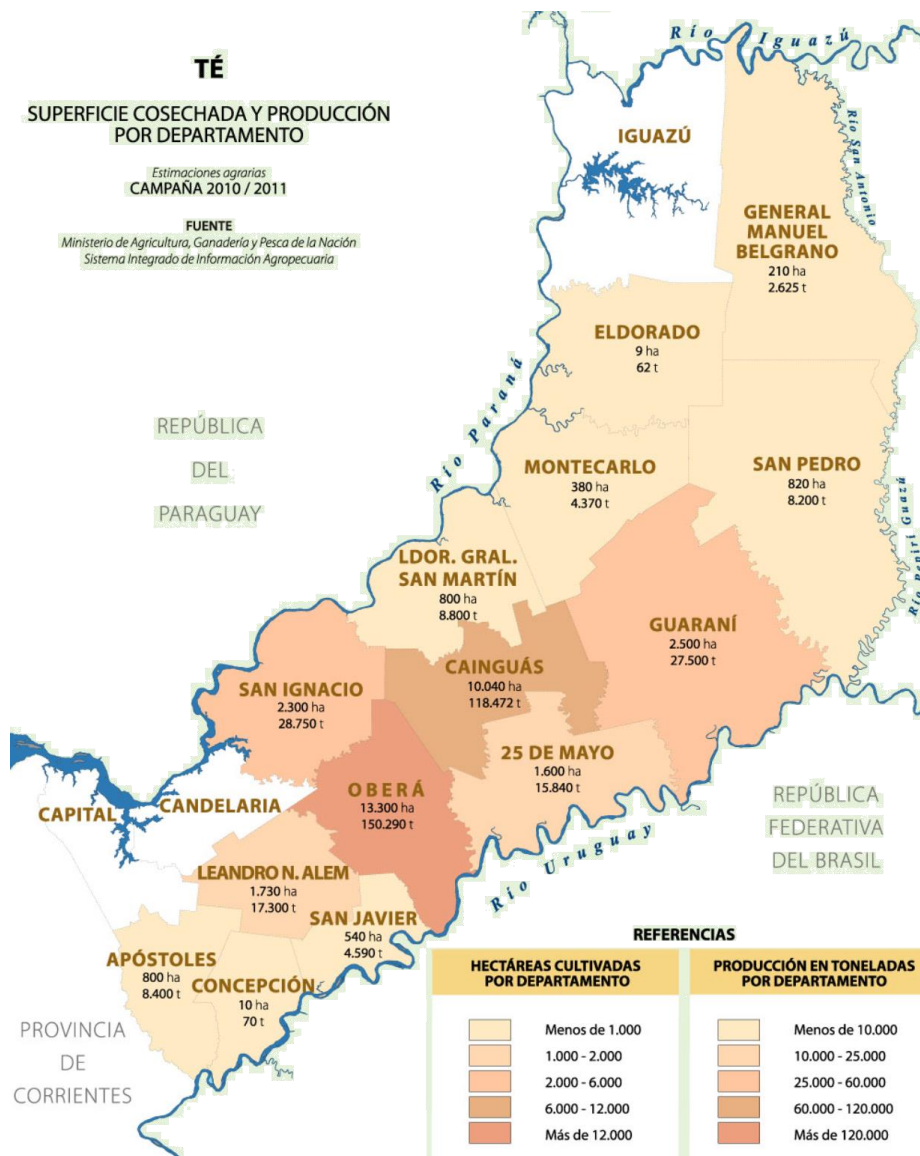 TÉ
SUPERFICIE COSECHADA Y PRODUCCIÓN
POR DEPARTAMENTO
Estimaciones agrarias
CAMPAÑA 2010 / 2011
FUENTE
Ministerio de Agricultura, Ganadería y Pesca de la Nación
Sistema Integrado de Información Agropecuaria
Río Iguazú
IGUAZÚ
Río San Antonio
GENERAL
MANUEL
BELGRANO
210 ha
2.625 t
ELDORADO
9 ha
62 t
Río Paraná
REPÚBLICA
DEL
PARAGUAY
MONTECARLO
380 ha
4.370 t
SAN PEDRO
820 ha
8.200 t
Río Pepirí Guazú
LDOR. GRAL.
SAN MARTÍN
800 ha
8.800 t
GUARANÍ
2.500 ha
27.500 t
CAINGUÁS
10.040 ha
118.472 t
SAN IGNACIO
2.300 ha
28.750 t
25 DE MAYO
1.600 ha
15.840 t
OBERÁ
13.300 ha
150.290 t
CAPITAL
CANDELARIA
REPÚBLICA
FEDERATIVA
DEL BRASIL
Río Uruguay
LEANDRO N. ALEM
1.730 ha
17.300 t
SAN JAVIER
540 ha
4.590 t
APÓSTOLES
800 ha
8.400 t
CONCEPCIÓN
10 ha
70 t
PROVINCIA
DE
CORRIENTES
REFERENCIAS
HECTÁREAS CULTIVADAS
POR DEPARTAMENTO
Menos de 1.000
1.000 - 2.000
2.000 - 6.000
6.000 - 12.000
Más de 12.000
PRODUCCIÓN EN TONELADAS
POR DEPARTAMENTO
Menos de 10.000
10.000 - 25.000
25.000 - 60.000
60.000 - 120.000
Más de 120.000